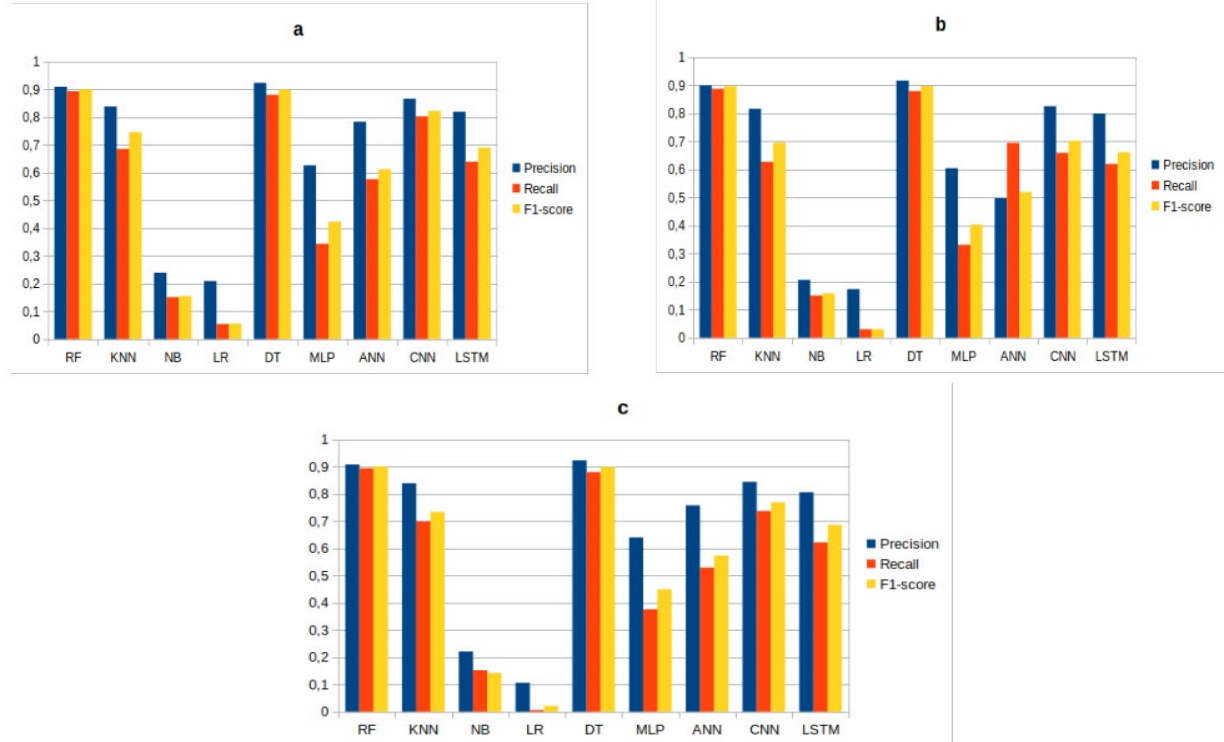 a
1
0,9
0,8
0,7
0,6
0,5
0,4
0,3
0,2
0,1
0
RF KNN NB LR DT MLP ANN CNN LSTM
Precision
Recall
F1-score
b
1
0,9
0,8
0,7
0,6
0,5
0,4
0,3
0,2
0,1
0
RF KNN NB LR DT MLP ANN CNN LSTM
Precision
Recall
F1-score
c
1
0,9
0,8
0,7
0,6
0,5
0,4
0,3
0,2
0,1
0
RF KNN NB LR DT MLP ANN CNN LSTM
Precision
Recall
F1-score